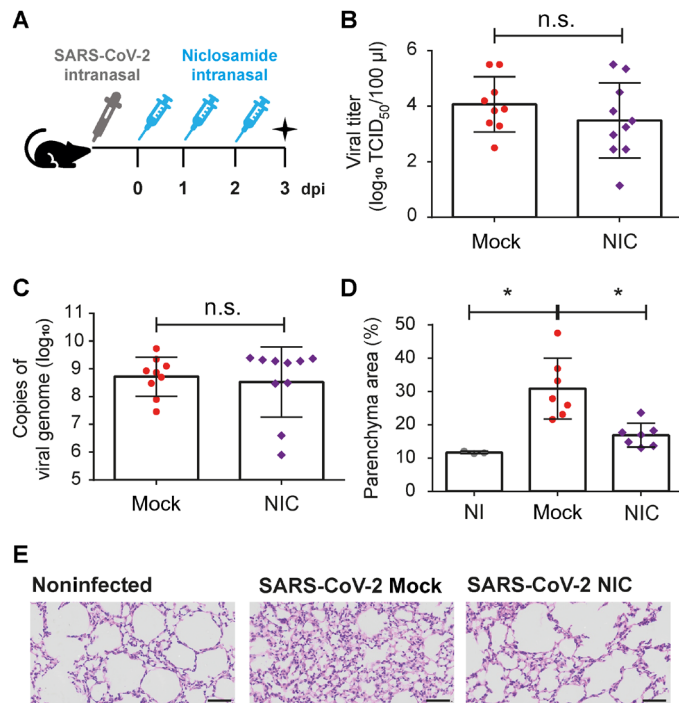 A
SARS-CoV-2
intranasal
Niclosamide
intranasal
0 1 2 3 dpi
B
n.s.
Viral titer
(log₁₀ TCID₅₀/100 µl)
6
4
2
0
Mock NIC
C
n.s.
Copies of
viral genome (log₁₀)
11
10
9
8
7
6
5
Mock NIC
D
* *
Parenchyma area (%)
50
40
30
20
10
0
NI Mock NIC
E
Noninfected SARS-CoV-2 Mock SARS-CoV-2 NIC